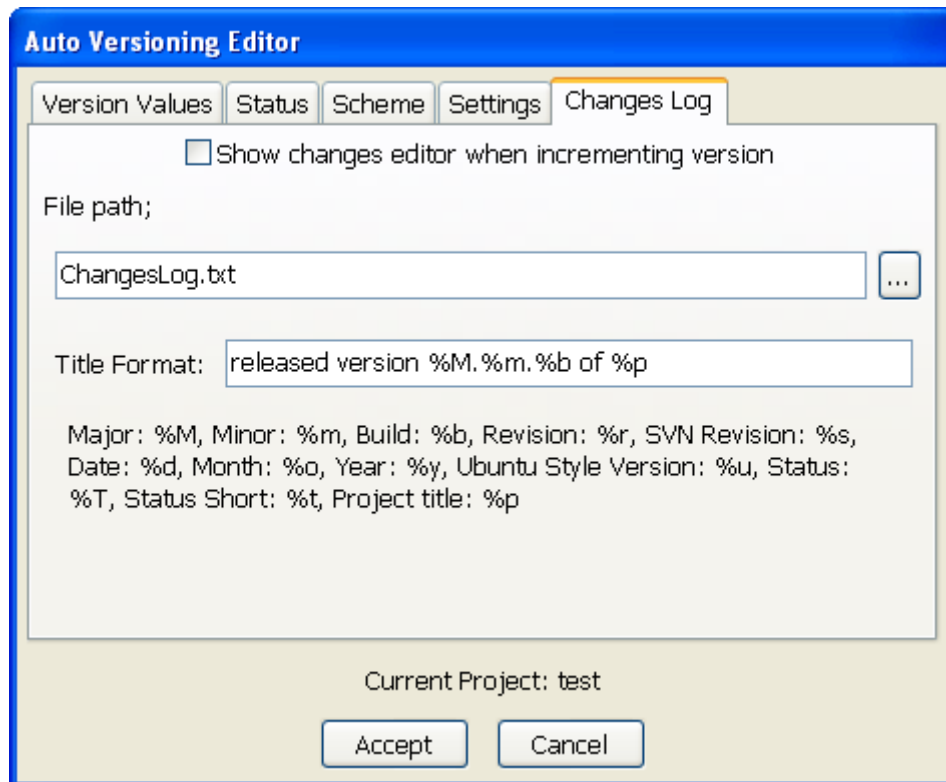 Auto Versioning Editor
Version Values Status Scheme Settings Changes Log
Show changes editor when incrementing version
File path;
ChangesLog.txt ...
Title Format: released version %M.%m.%b of %p
Major: %M, Minor: %m, Build: %b, Revision: %r, SVN Revision: %s,
Date: %d, Month: %o, Year: %y, Ubuntu Style Version: %u, Status:
%T, Status Short: %t, Project title: %p
Current Project: test
Accept Cancel